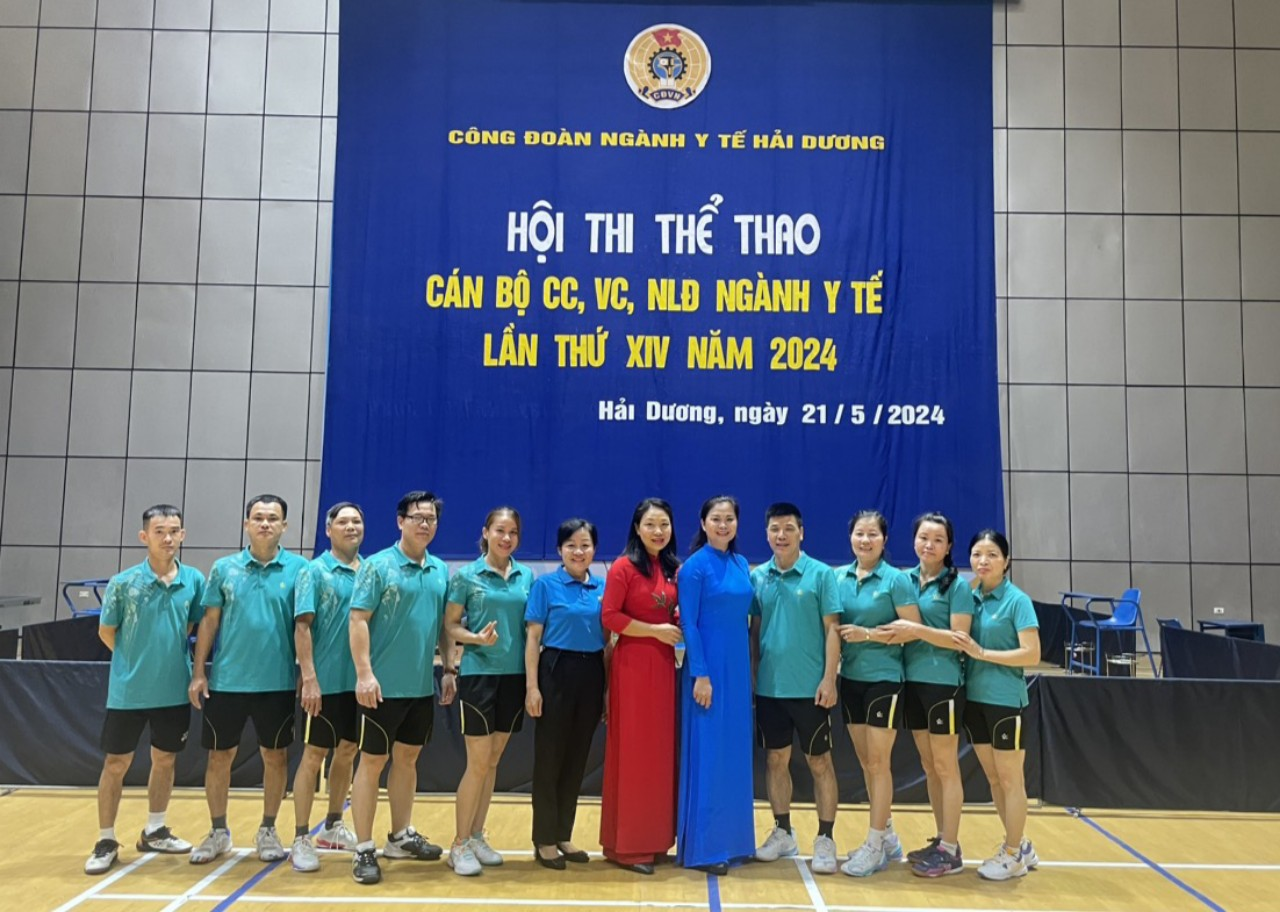 CĐVN
CÔNG ĐOÀN NGÀNH Y TẾ HẢI DƯƠNG
HỘI THI THỂ THAO
CÁN BỘ CC, VC, NLĐ NGÀNH Y TẾ
LẦN THỨ XIV NĂM 2024
Hải Dương, ngày 21 / 5 / 2024